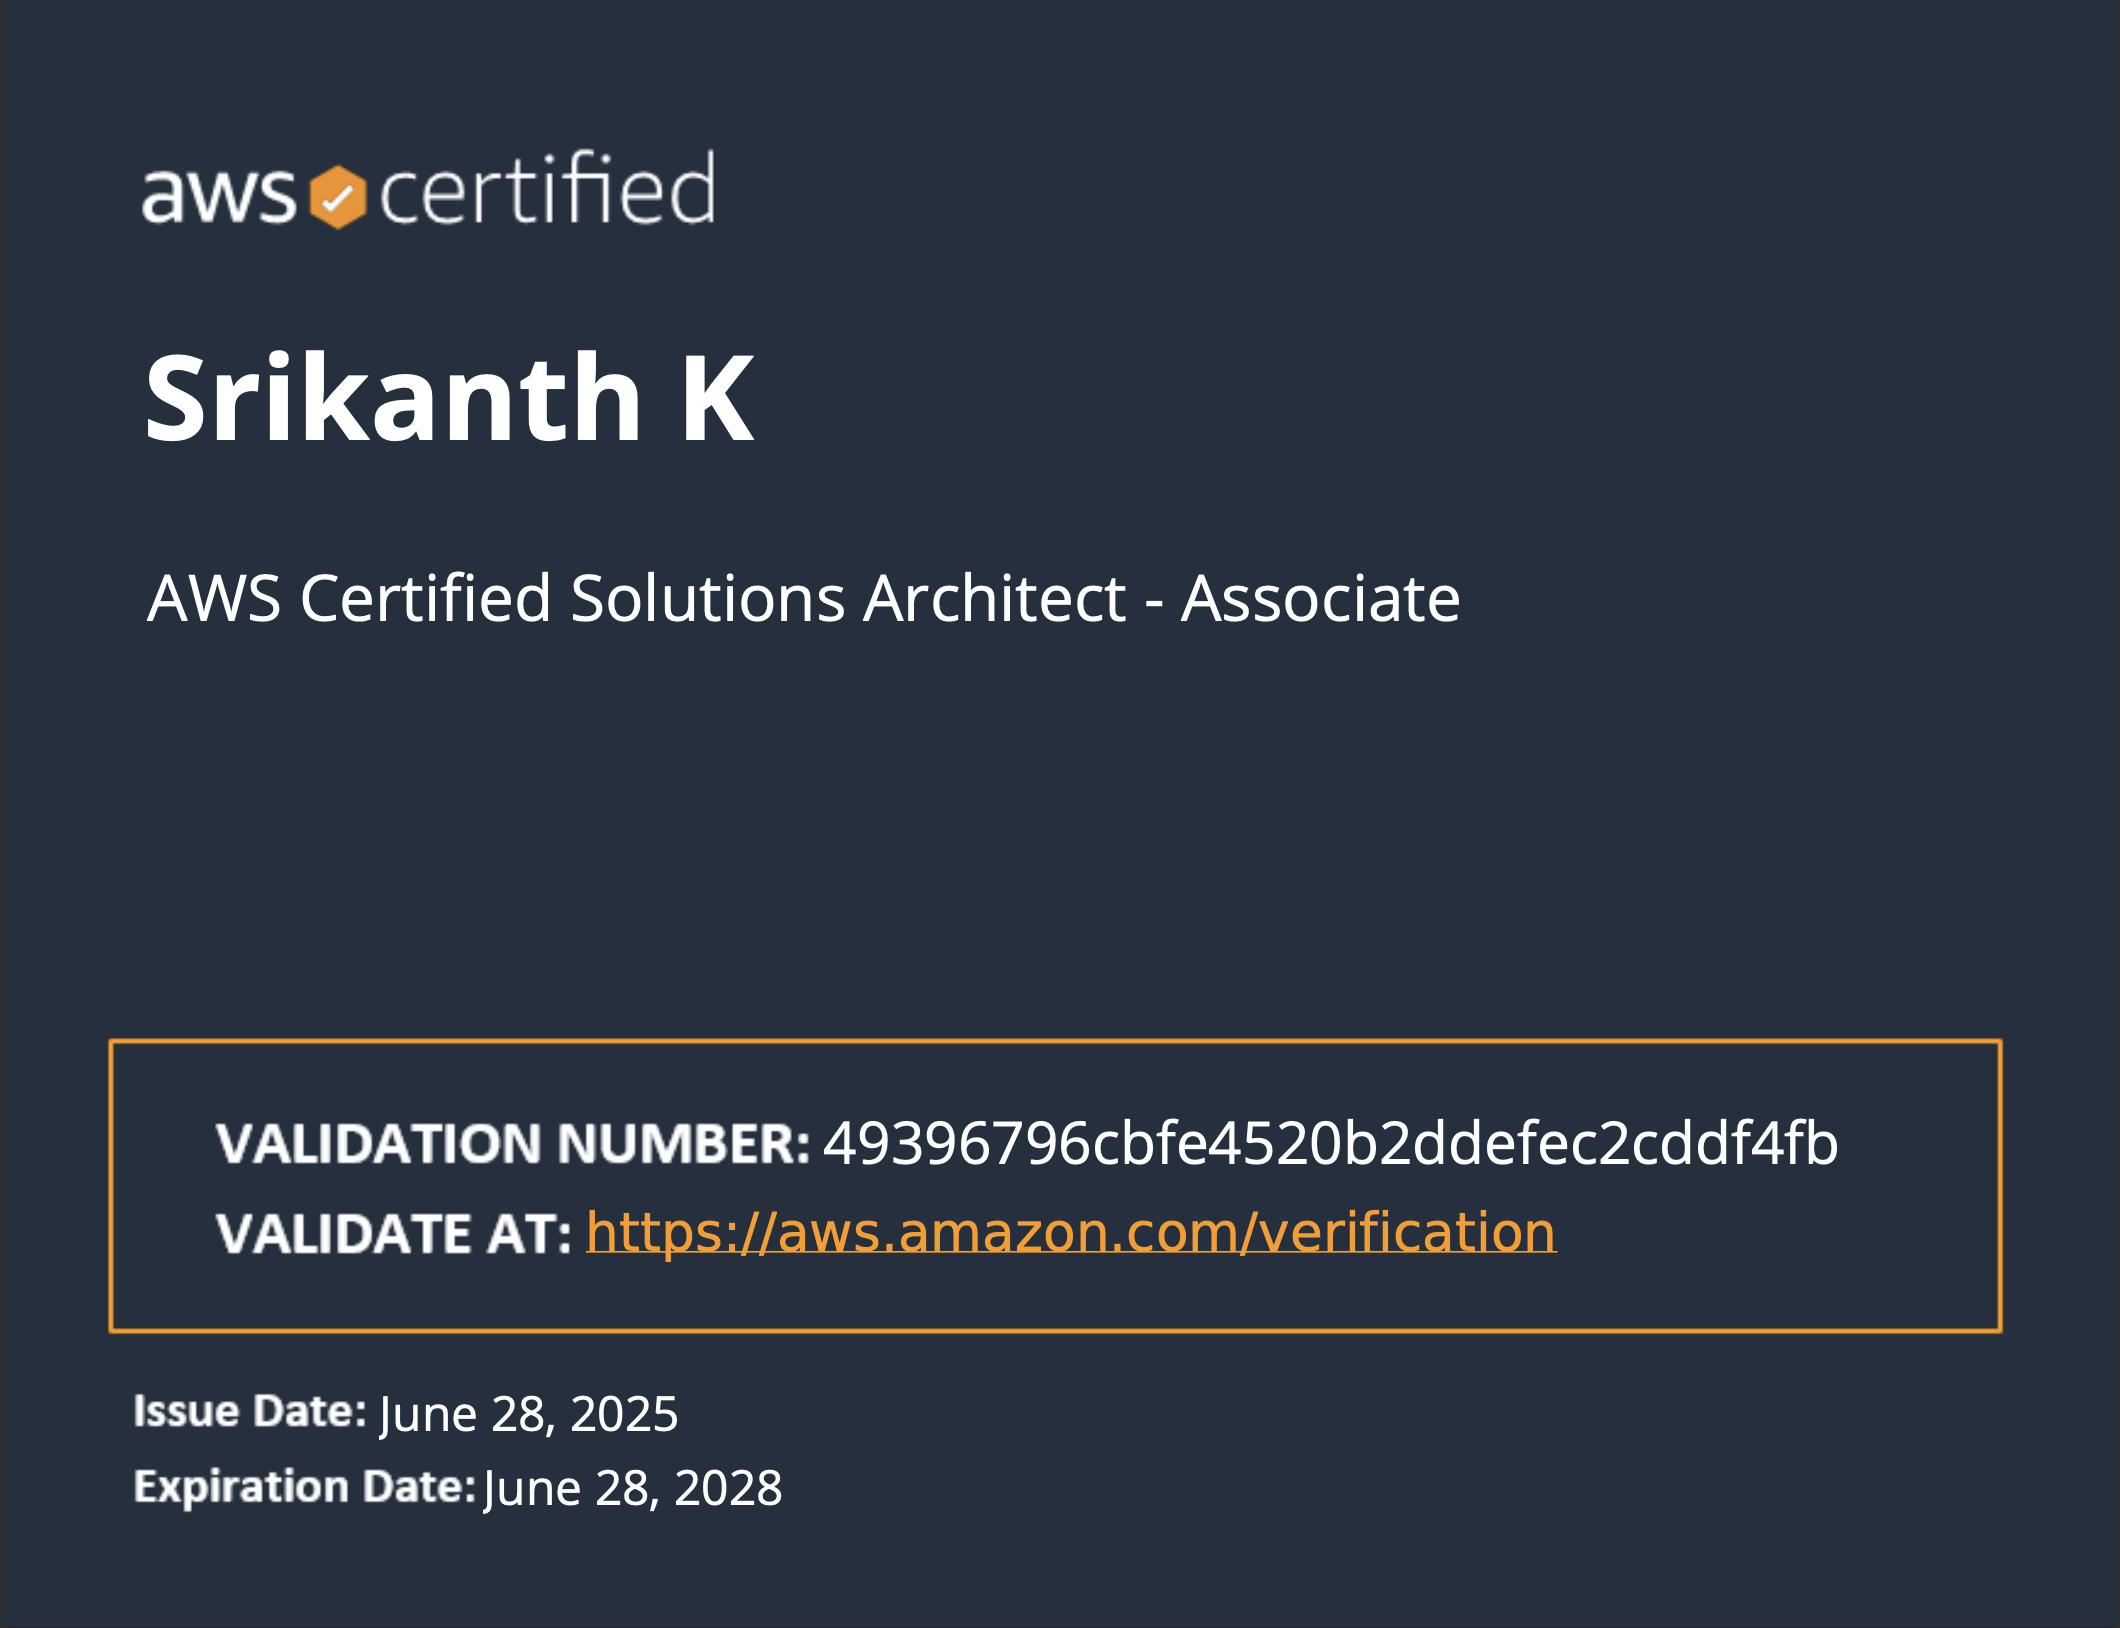 aws certified
Srikanth K
AWS Certified Solutions Architect - Associate
VALIDATION NUMBER: 49396796cbfe4520b2ddefec2cddf4fb
VALIDATE AT: https://aws.amazon.com/verification
Issue Date: June 28, 2025
Expiration Date: June 28, 2028